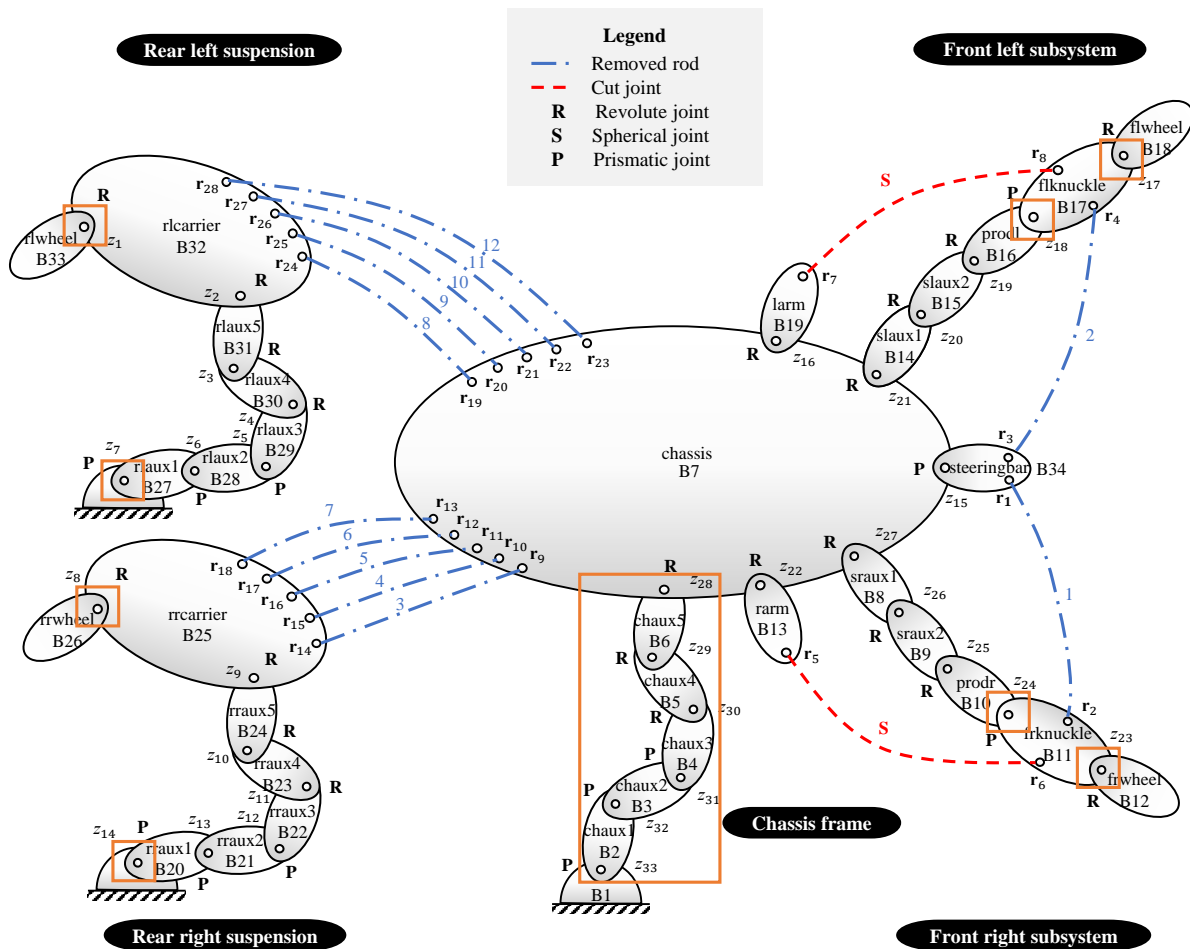 Rear left suspension
Legend
Removed rod
Cut joint
R Revolute joint
S Spherical joint
P Prismatic joint
Front left subsystem
R
flwheel
B33
z1
rlcarrier
B32
r28
r27
r26
r25
r24
z2
R
rlaux5
B31
z3
R
rlaux4
B30
R
z4
rlaux3
B29
z5
P
z6
rlaux2
B28
P
z7
P
rlaux1
B27
12
11
10
9
8
r19
r20
r21
r22
r23
chassis
B7
larm
B19
r7
R
z16
S
R
flwheel
B18
z17
r8
flknuckle
B17
r4
P
z18
prodl
B16
R
z19
slaux2
B15
R
z20
slaux1
B14
R
z21
2
r3
P
steeringbar
B34
z15
r1
1
z8
R
rrwheel
B26
rrcarrier
B25
r18
r17
r16
r15
r14
7
6
5
4
3
r13
r12
r11
r10
r9
z9
R
rraux5
B24
z10
R
rraux4
B23
R
z11
rraux3
B22
z12
P
z13
rraux2
B21
P
z14
P
rraux1
B20
R
z28
chaux5
B6
z29
R
chaux4
B5
z30
R
chaux3
B4
P
z31
chaux2
B3
P
z32
chaux1
B2
P
z33
B1
R
z22
rarm
B13
r5
S
z27
R
sraux1
B8
z26
sraux2
B9
R
z25
prodr
B10
R
z24
P
frknuckle
B11
r2
r6
z23
R
frwheel
B12
Chassis frame
Rear right suspension
Front right subsystem